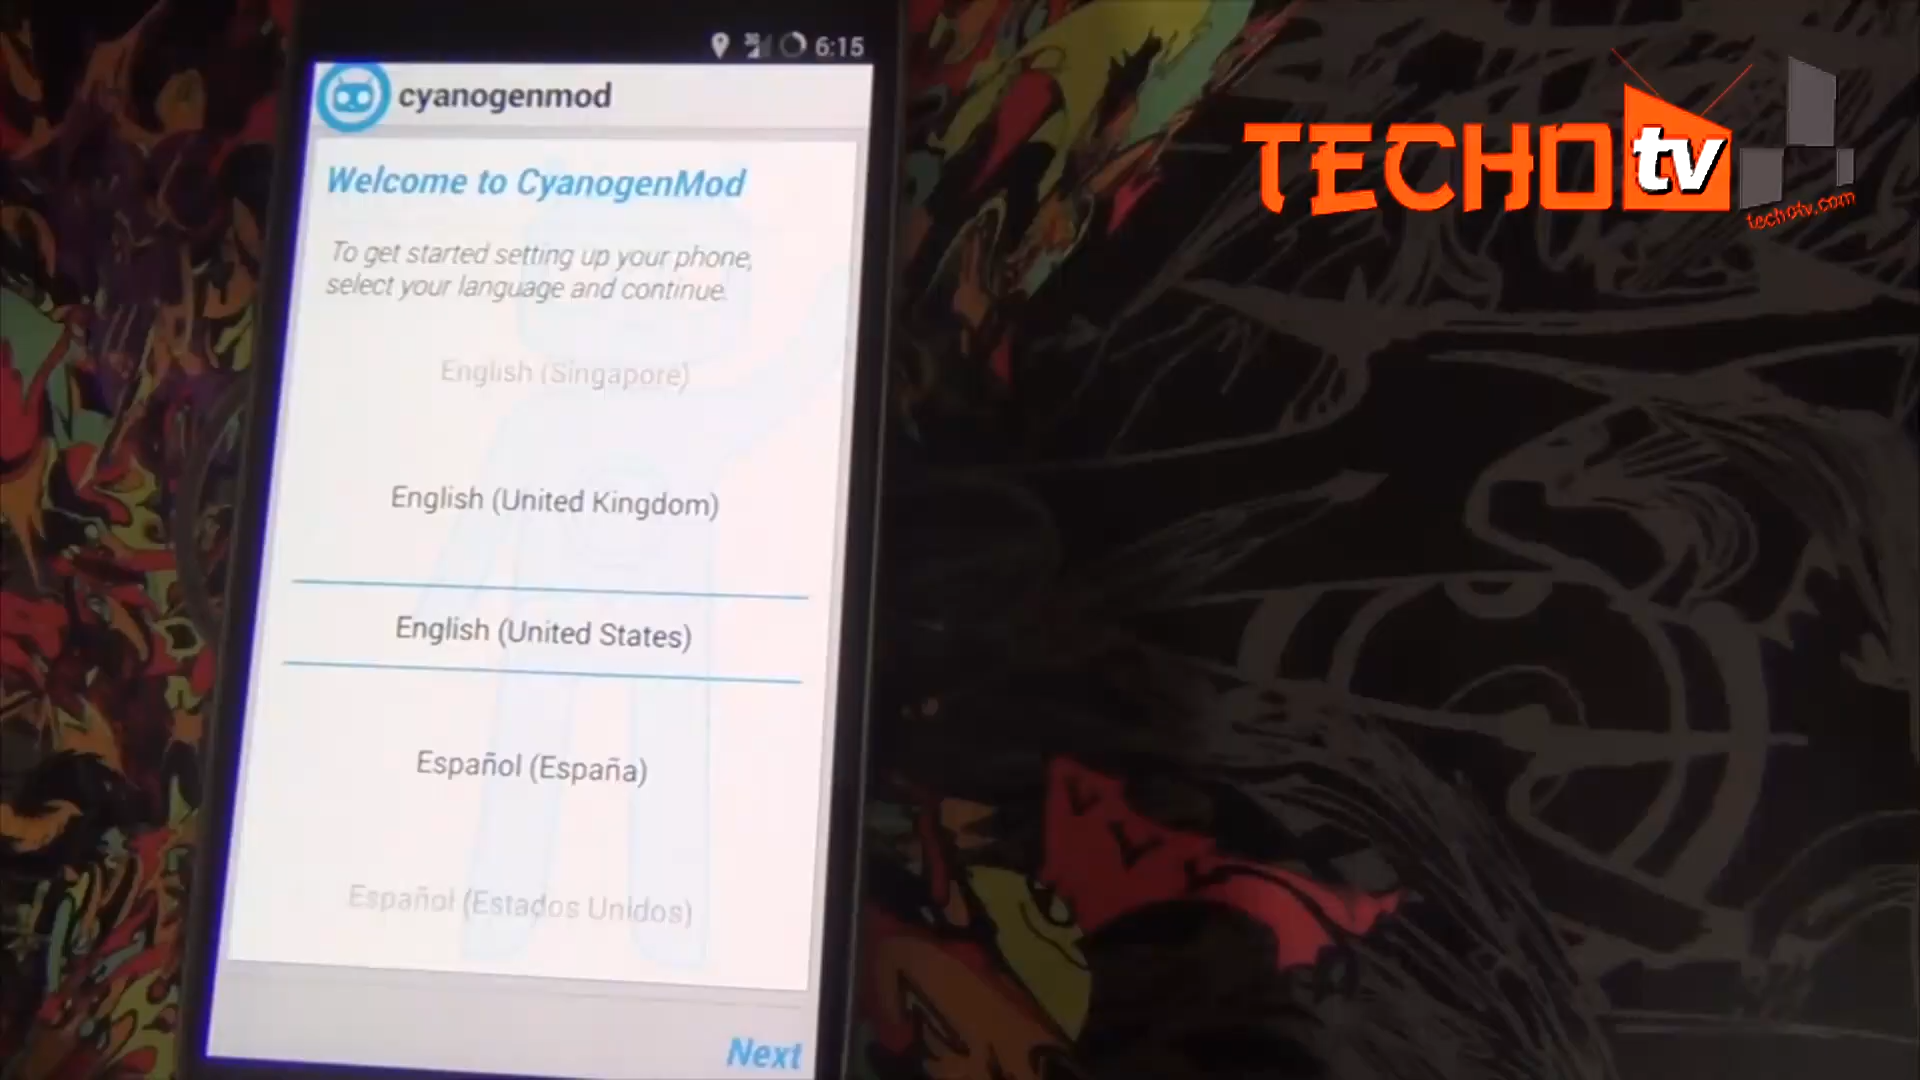 3G 6:15
cyanogenmod
Welcome to CyanogenMod
To get started setting up your phone,
select your language and continue.
English (Singapore)
English (United Kingdom)
English (United States)
Español (España)
Español (Estados Unidos)
Next
TECHO tv
techotv.com